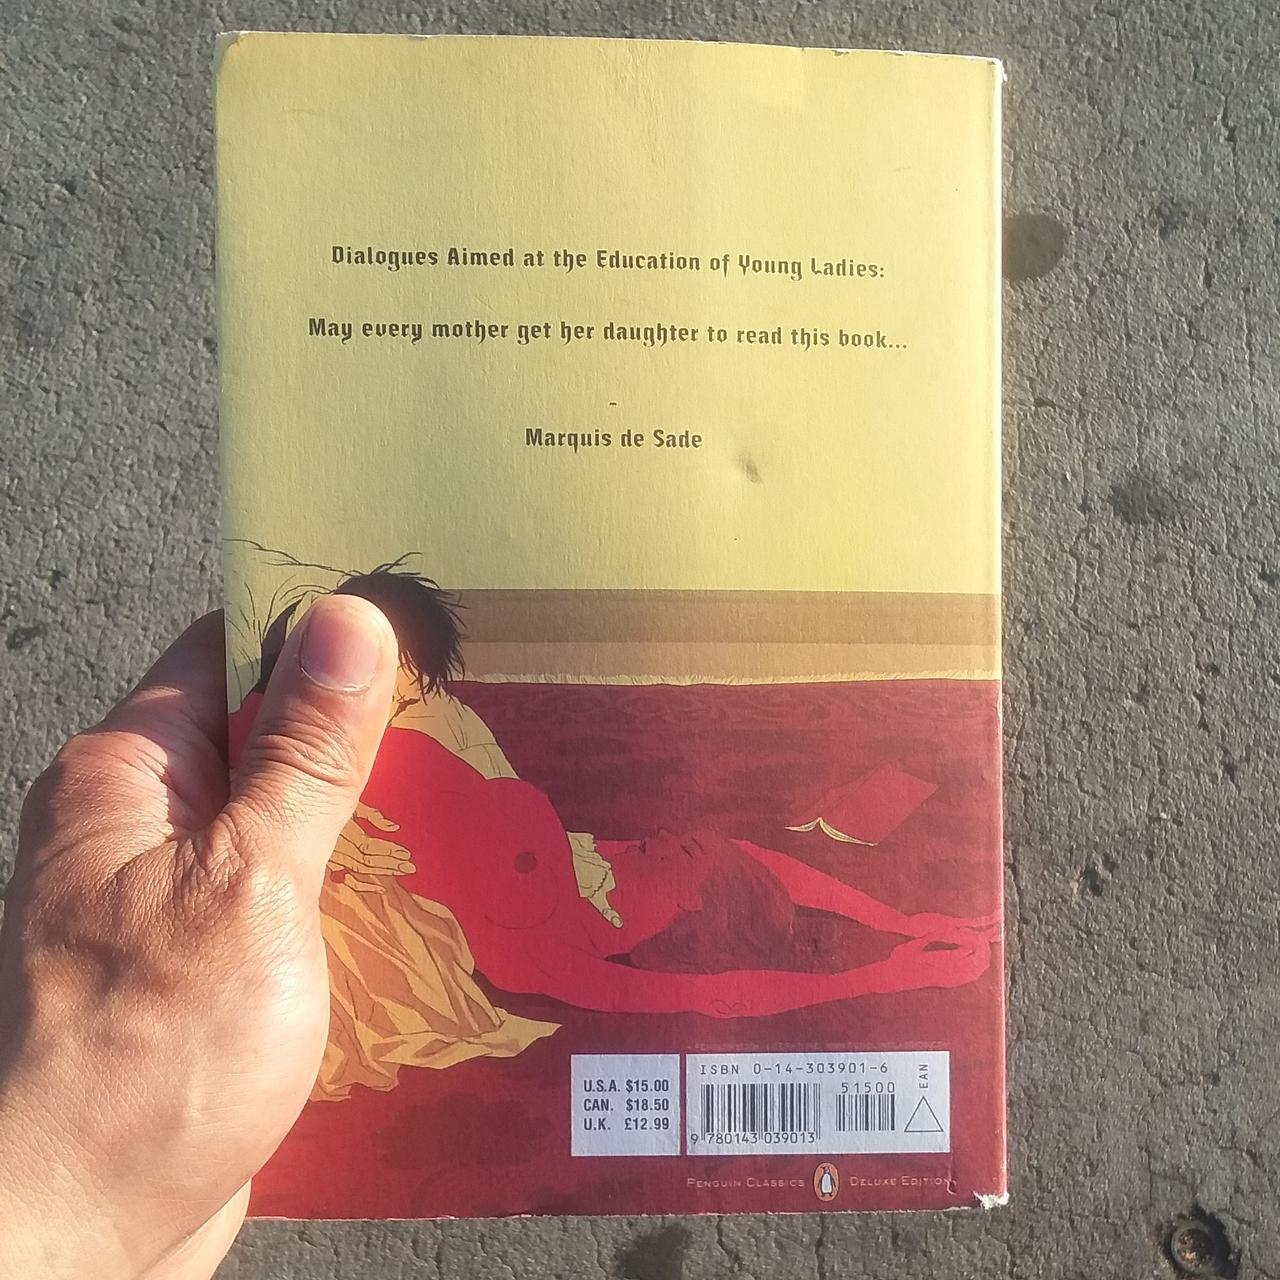 Dialogues Aimed at the Education of Young Ladies:
May every mother get her daughter to read this book...
-
Marquis de Sade
U.S.A. $15.00
CAN. $18.50
U.K. £12.99
ISBN 0-14-303901-6
51500
EAN
9 780143 039013
PENGUIN CLASSICS DELUXE EDITION